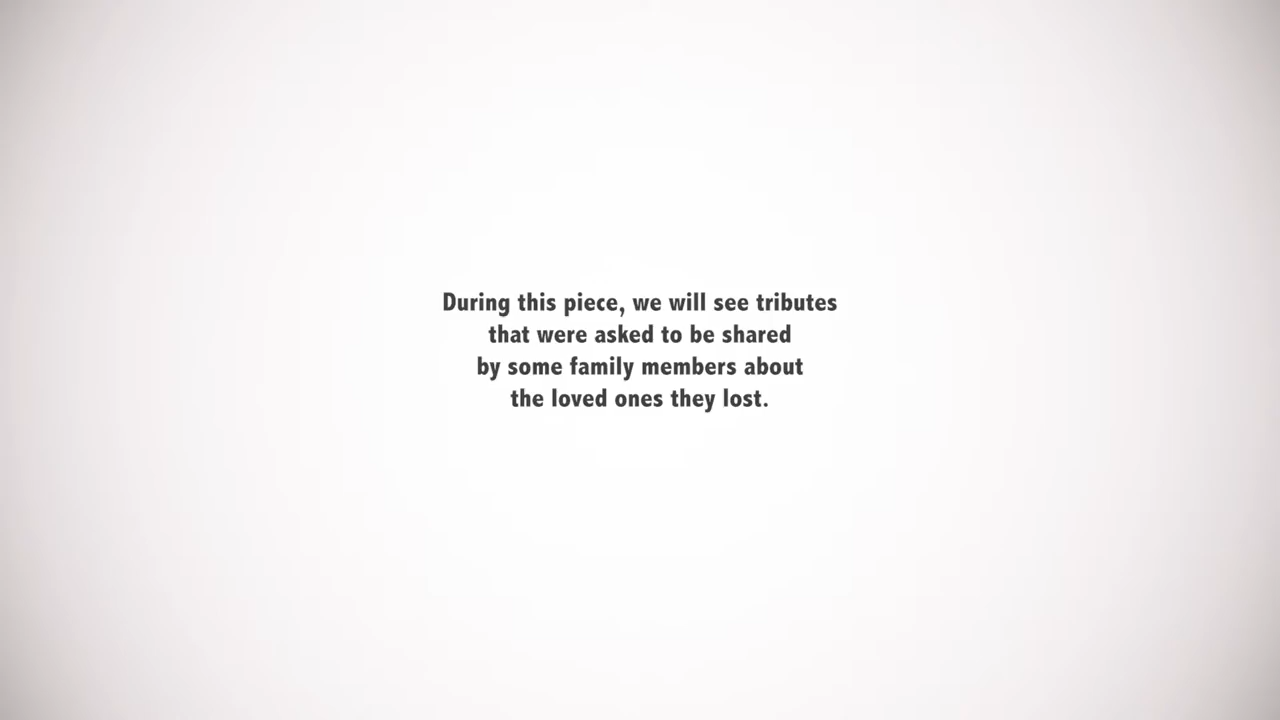 During this piece, we will see tributes
that were asked to be shared
by some family members about
the loved ones they lost.